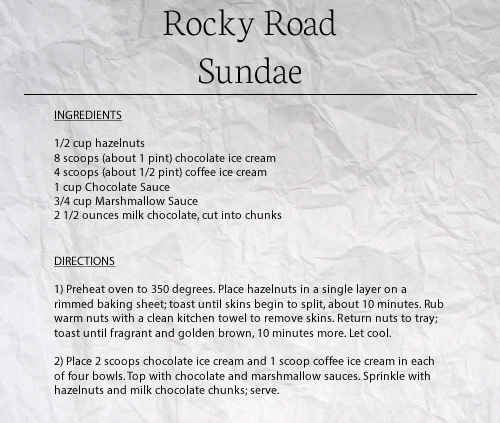 Rocky Road
Sundae
INGREDIENTS
1/2 cup hazelnuts
8 scoops (about 1 pint) chocolate ice cream
4 scoops (about 1/2 pint) coffee ice cream
1 cup Chocolate Sauce
3/4 cup Marshmallow Sauce
2 1/2 ounces milk chocolate, cut into chunks
DIRECTIONS
1) Preheat oven to 350 degrees. Place hazelnuts in a single layer on a
rimmed baking sheet; toast until skins begin to split, about 10 minutes. Rub
warm nuts with a clean kitchen towel to remove skins. Return nuts to tray;
toast until fragrant and golden brown, 10 minutes more. Let cool.
2) Place 2 scoops chocolate ice cream and 1 scoop coffee ice cream in each
of four bowls. Top with chocolate and marshmallow sauces. Sprinkle with
hazelnuts and milk chocolate chunks; serve.